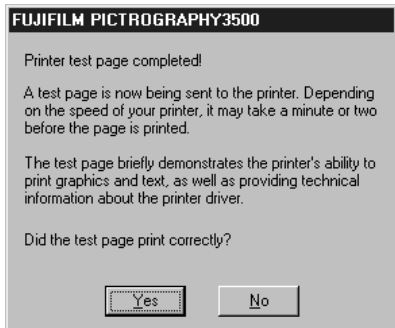 FUJIFILM PICTROGRAPHY3500
Printer test page completed!
A test page is now being sent to the printer. Depending
on the speed of your printer, it may take a minute or two
before the page is printed.
The test page briefly demonstrates the printer's ability to
print graphics and text, as well as providing technical
information about the printer driver.
Did the test page print correctly?
Yes No